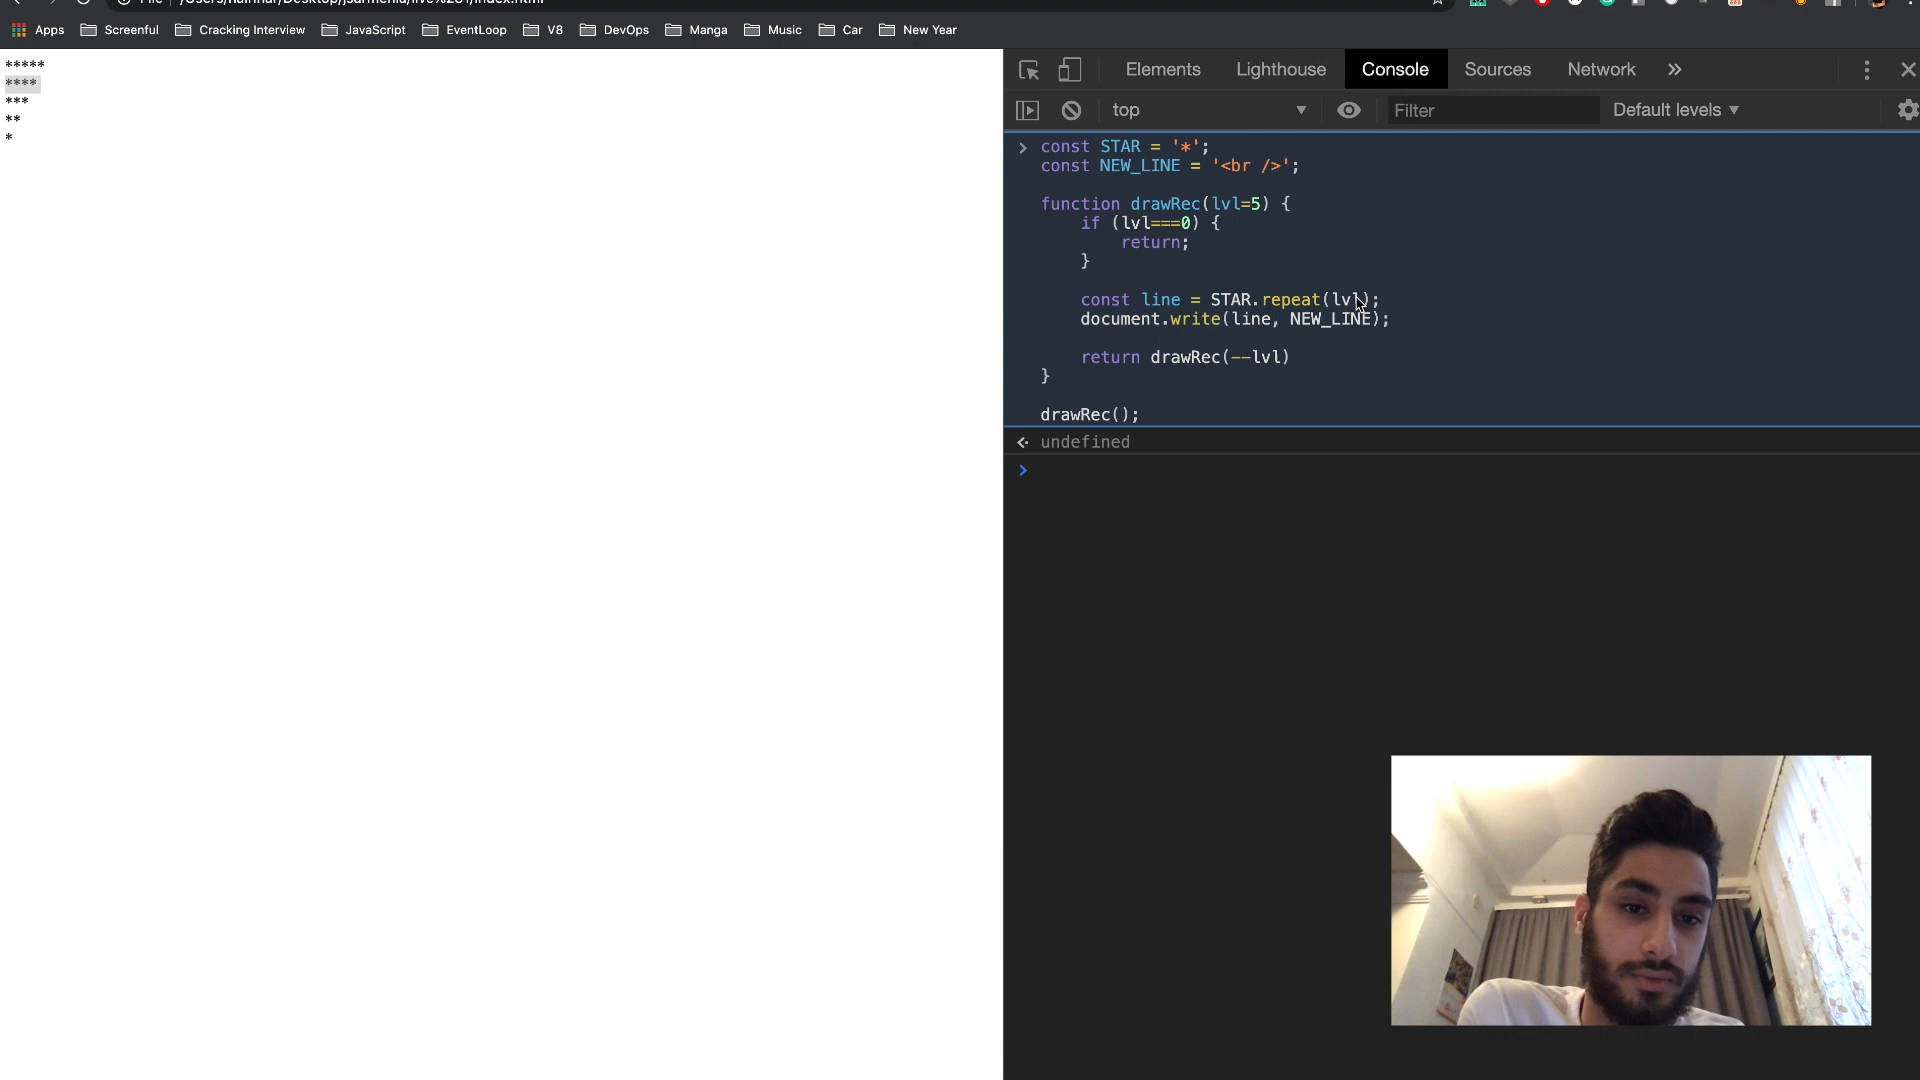 Apps Screenful Cracking Interview JavaScript EventLoop V8 DevOps Manga Music Car New Year
*****
****
***
**
*
Elements Lighthouse Console Sources Network »
top Filter Default levels
const STAR = '*';
const NEW_LINE = '<br />';
function drawRec(lvl=5) {
if (lvl===0) {
return;
}
const line = STAR.repeat(lvl);
document.write(line, NEW_LINE);
return drawRec(--lvl)
}
drawRec();
undefined